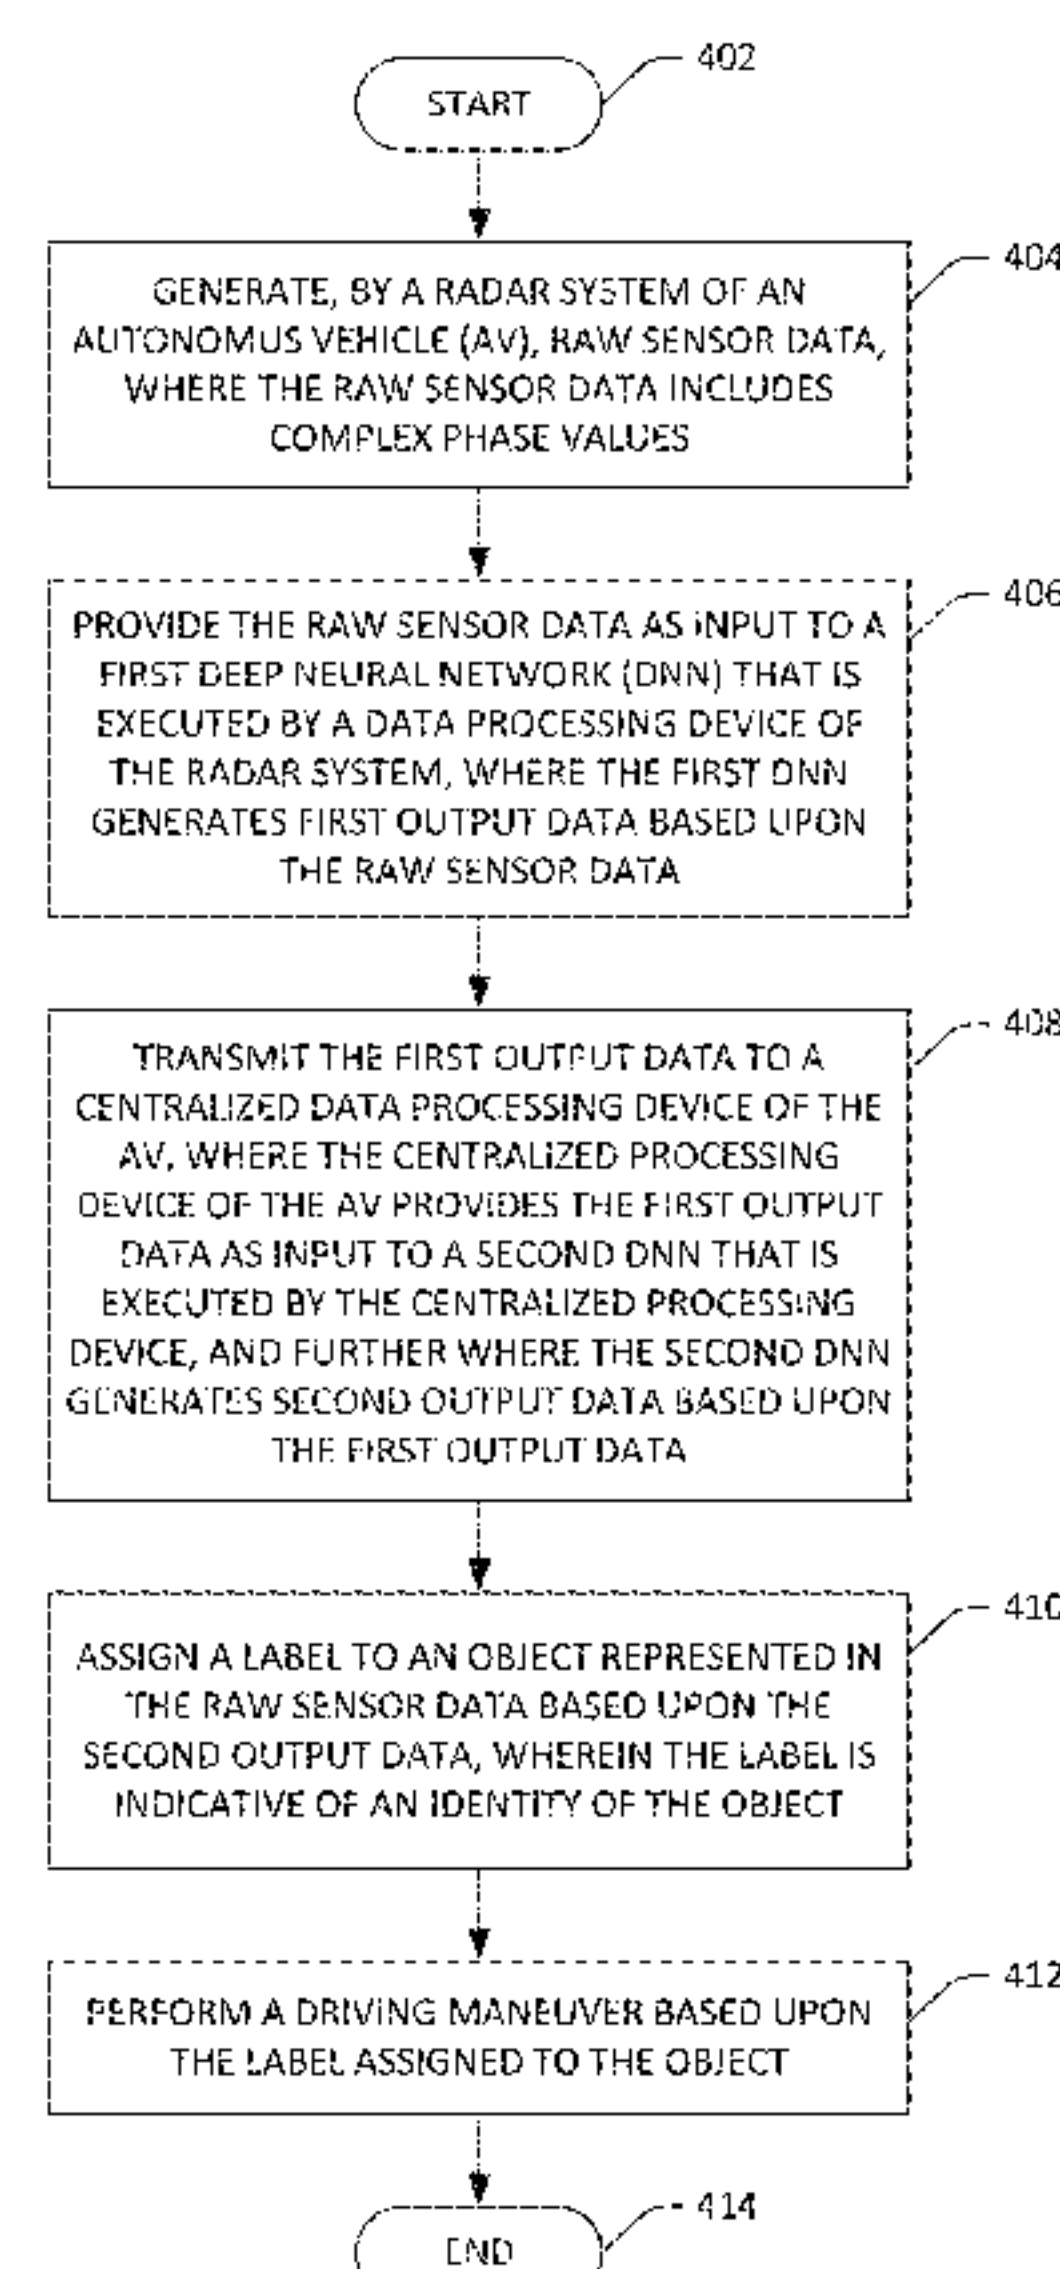 402
START
404
GENERATE, BY A RADAR SYSTEM OF AN
AUTONOMUS VEHICLE (AV), RAW SENSOR DATA,
WHERE THE RAW SENSOR DATA INCLUDES
COMPLEX PHASE VALUES
406
PROVIDE THE RAW SENSOR DATA AS INPUT TO A
FIRST DEEP NEURAL NETWORK (DNN) THAT IS
EXECUTED BY A DATA PROCESSING DEVICE OF
THE RADAR SYSTEM, WHERE THE FIRST DNN
GENERATES FIRST OUTPUT DATA BASED UPON
THE RAW SENSOR DATA
408
TRANSMIT THE FIRST OUTPUT DATA TO A
CENTRALIZED DATA PROCESSING DEVICE OF THE
AV, WHERE THE CENTRALIZED PROCESSING
DEVICE OF THE AV PROVIDES THE FIRST OUTPUT
DATA AS INPUT TO A SECOND DNN THAT IS
EXECUTED BY THE CENTRALIZED PROCESSING
DEVICE, AND FURTHER WHERE THE SECOND DNN
GENERATES SECOND OUTPUT DATA BASED UPON
THE FIRST OUTPUT DATA
410
ASSIGN A LABEL TO AN OBJECT REPRESENTED IN
THE RAW SENSOR DATA BASED UPON THE
SECOND OUTPUT DATA, WHEREIN THE LABEL IS
INDICATIVE OF AN IDENTITY OF THE OBJECT
412
PERFORM A DRIVING MANEUVER BASED UPON
THE LABEL ASSIGNED TO THE OBJECT
414
END